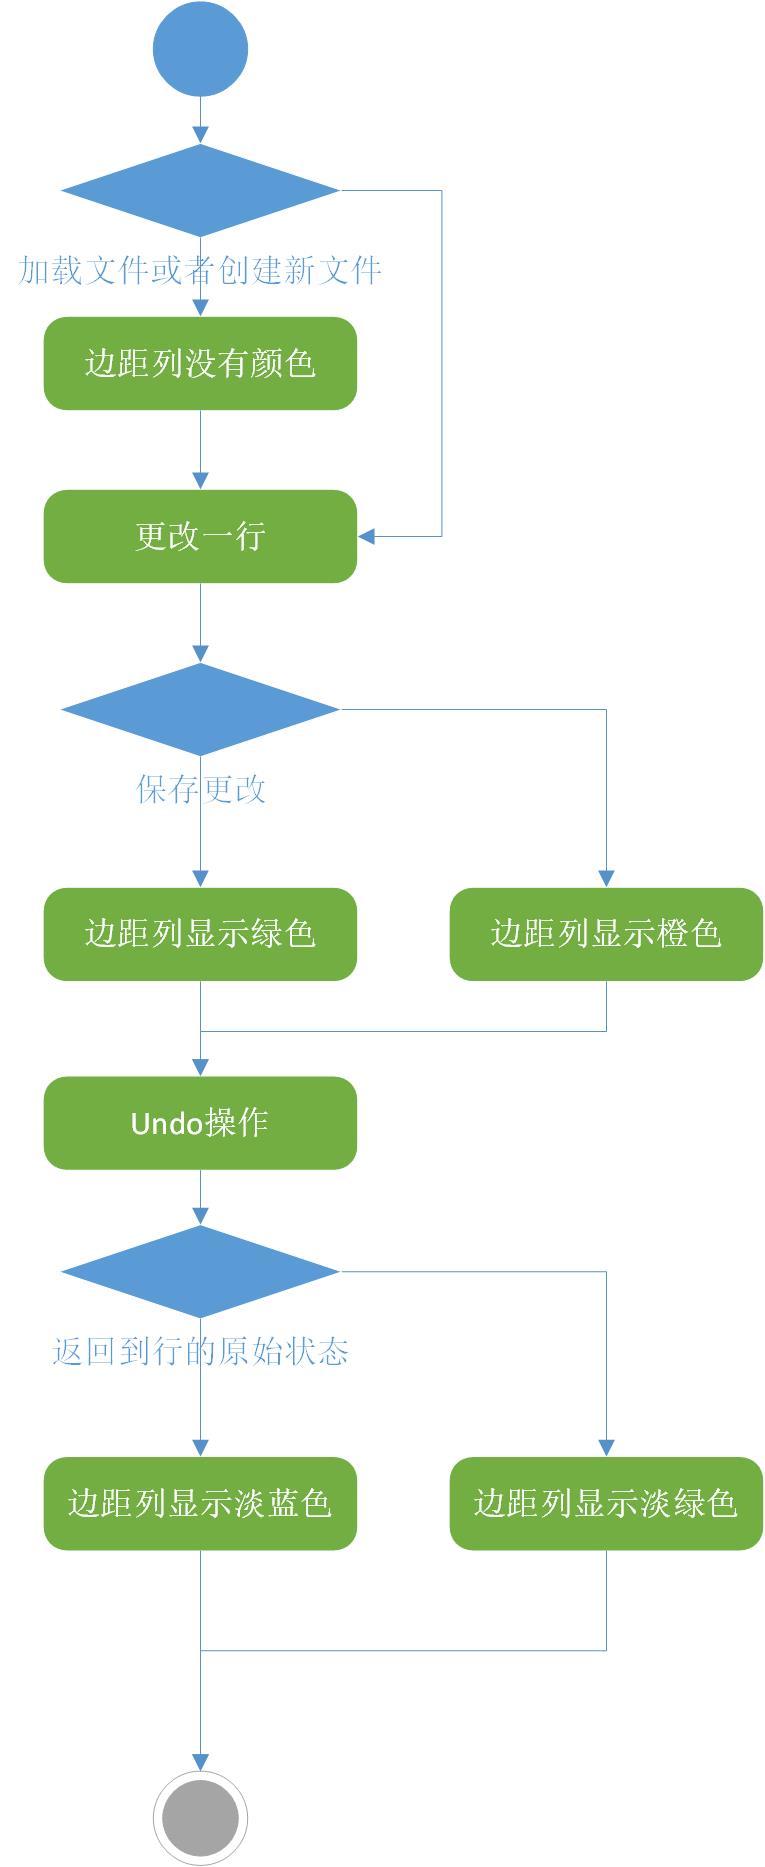 加载文件或者创建新文件
边距列没有颜色
更改一行
保存更改
边距列显示绿色
边距列显示橙色
Undo操作
返回到行的原始状态
边距列显示淡蓝色
边距列显示淡绿色